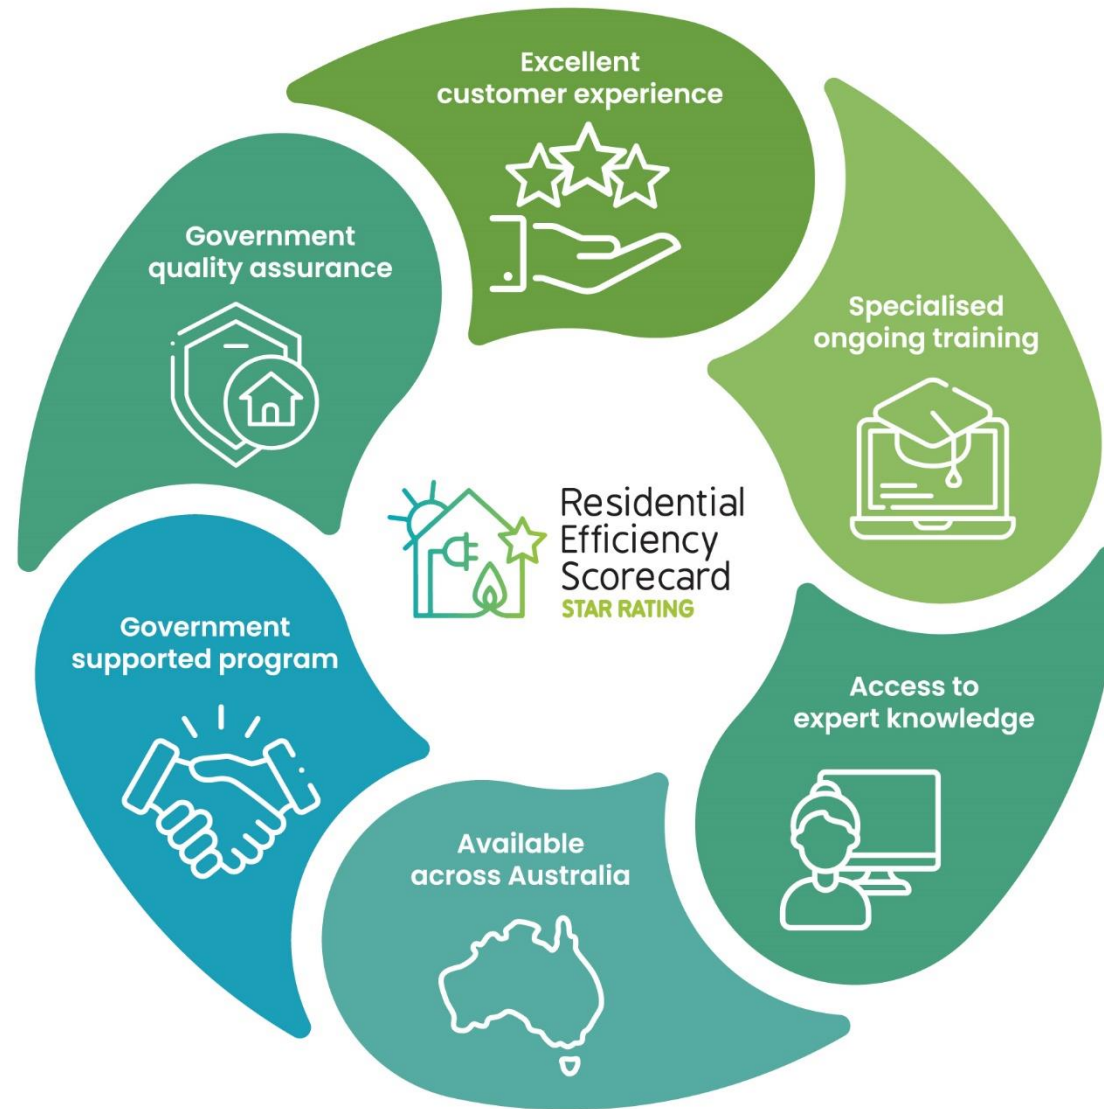 Excellent
customer experience
Specialised
ongoing training
Access to
expert knowledge
Available
across Australia
Government
supported program
Government
quality assurance
Residential
Efficiency
Scorecard
STAR RATING